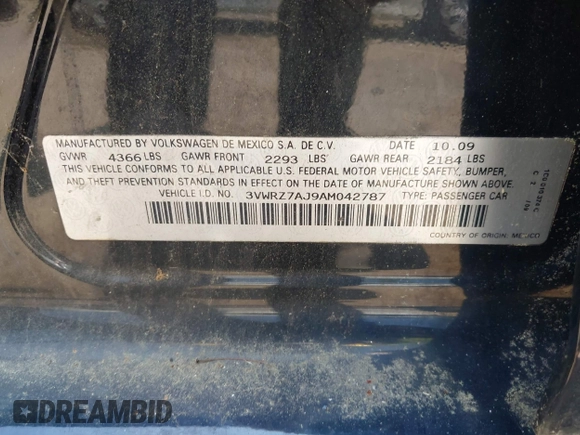 MANUFACTURED BY VOLKSWAGEN DE MEXICO S.A. DE C.V. DATE 10.09
GVWR 4366 LBS GAWR FRONT 2293 LBS GAWR REAR 2184 LBS
THIS VEHICLE CONFORMS TO ALL APPLICABLE U.S. FEDERAL MOTOR VEHICLE SAFETY, BUMPER,
AND THEFT PREVENTION STANDARDS IN EFFECT ON THE DATE OF MANUFACTURE SHOWN ABOVE.
VEHICLE I.D. NO. 3VWRZ7AJ9AM042787 TYPE: PASSENGER CAR
COUNTRY OF ORIGIN: MEXICO
DREAMBID